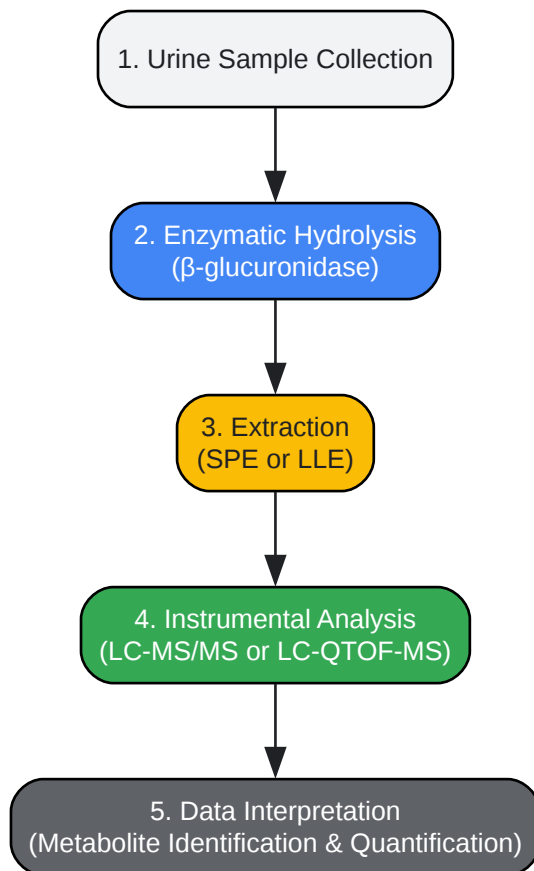 1. Urine Sample Collection
2. Enzymatic Hydrolysis
(β-glucuronidase)
3. Extraction
(SPE or LLE)
4. Instrumental Analysis
(LC-MS/MS or LC-QTOF-MS)
5. Data Interpretation
(Metabolite Identification & Quantification)